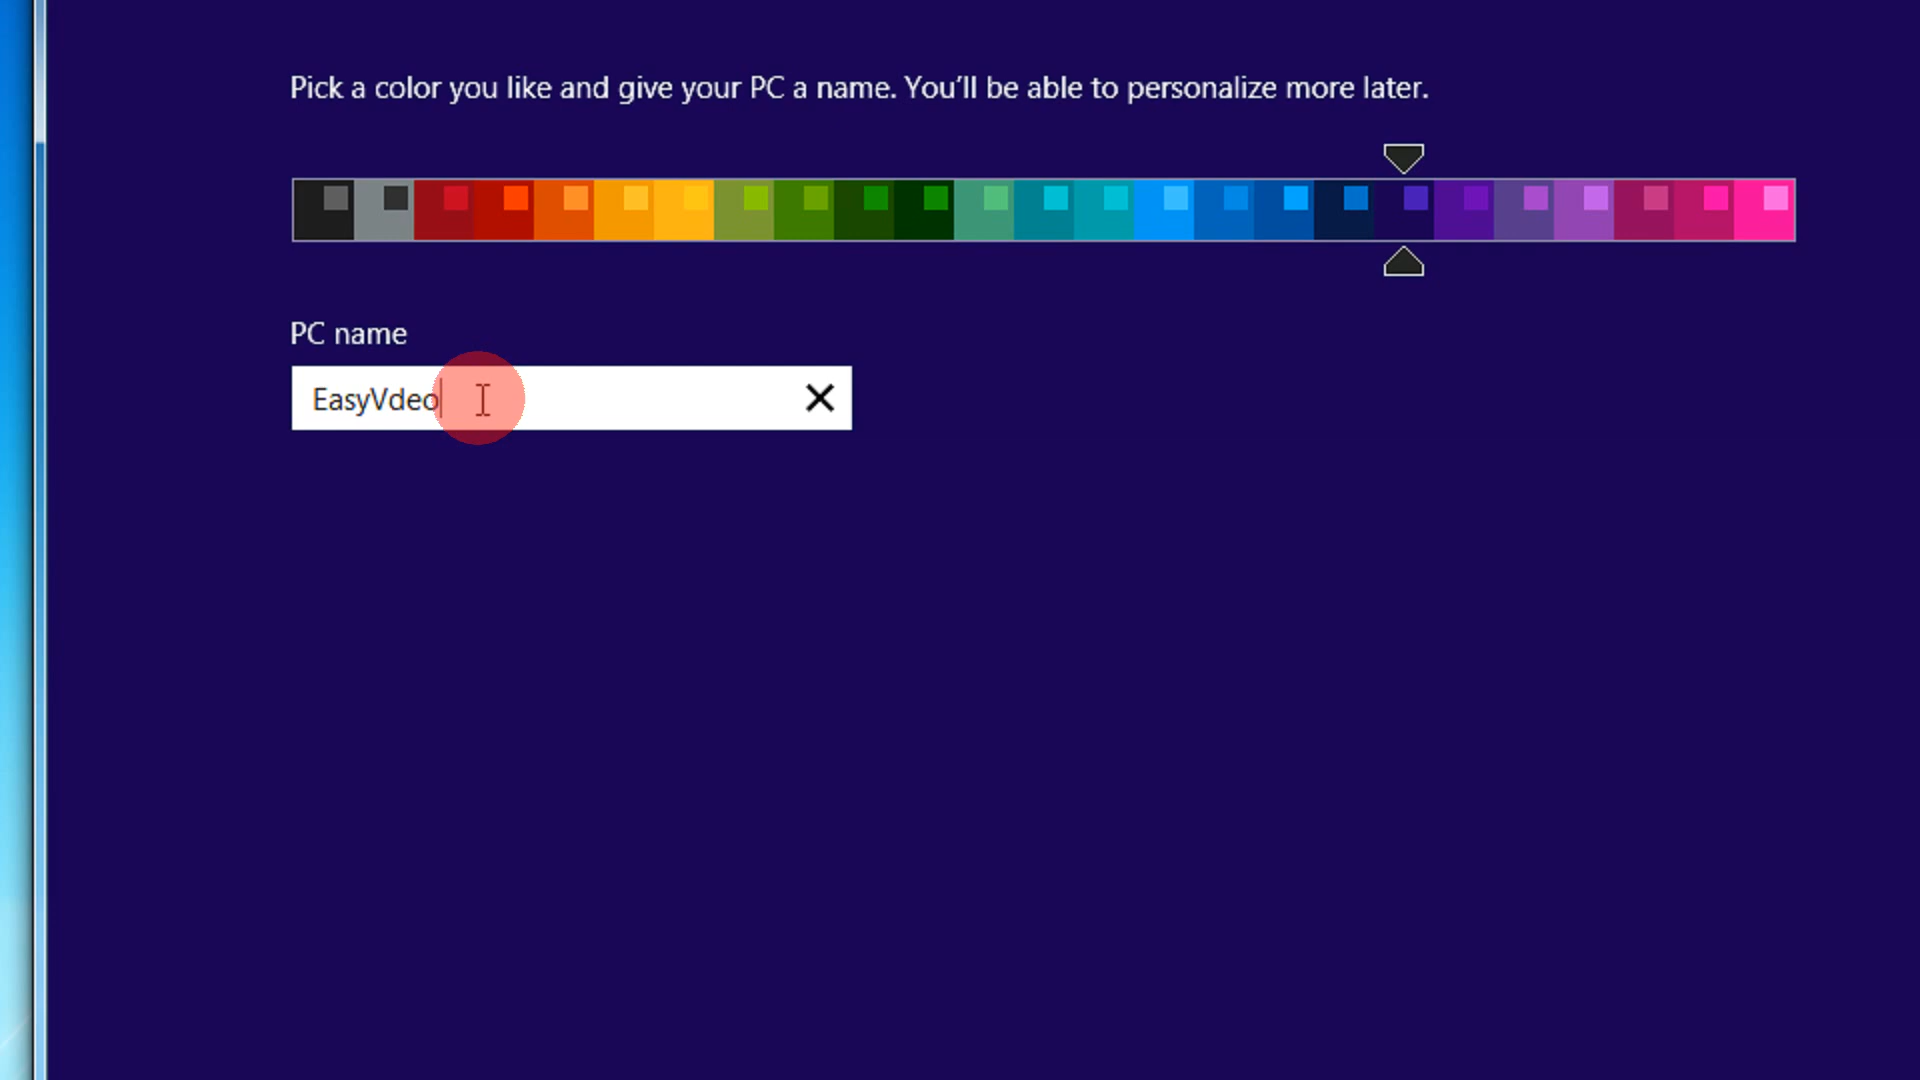 Pick a color you like and give your PC a name. You’ll be able to personalize more later.
PC name
EasyVdeo